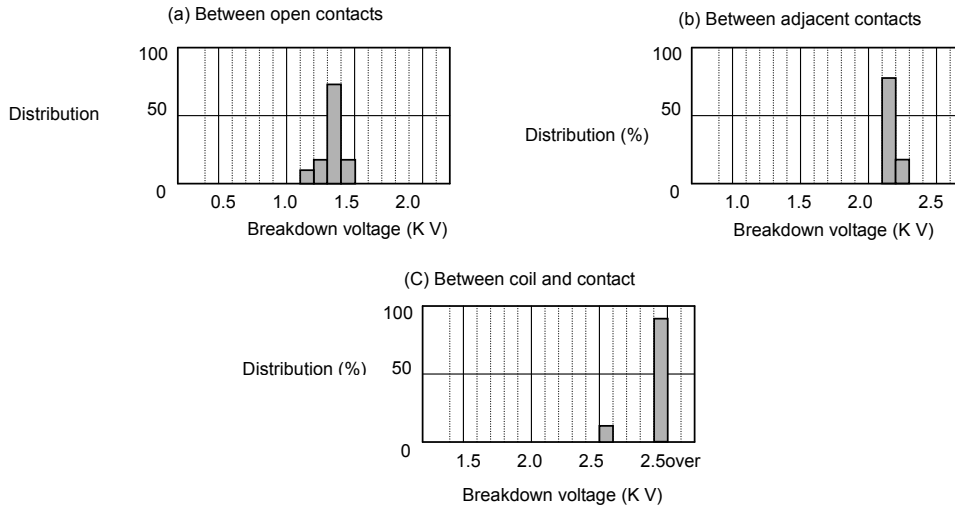 (a) Between open contacts
100
50
0
Distribution
0.5 1.0 1.5 2.0
Breakdown voltage (K V)
(b) Between adjacent contacts
100
50
0
Distribution (%)
1.0 1.5 2.0 2.5
Breakdown voltage (K V)
(C) Between coil and contact
100
50
0
Distribution (%)
1.5 2.0 2.5 2.5over
Breakdown voltage (K V)